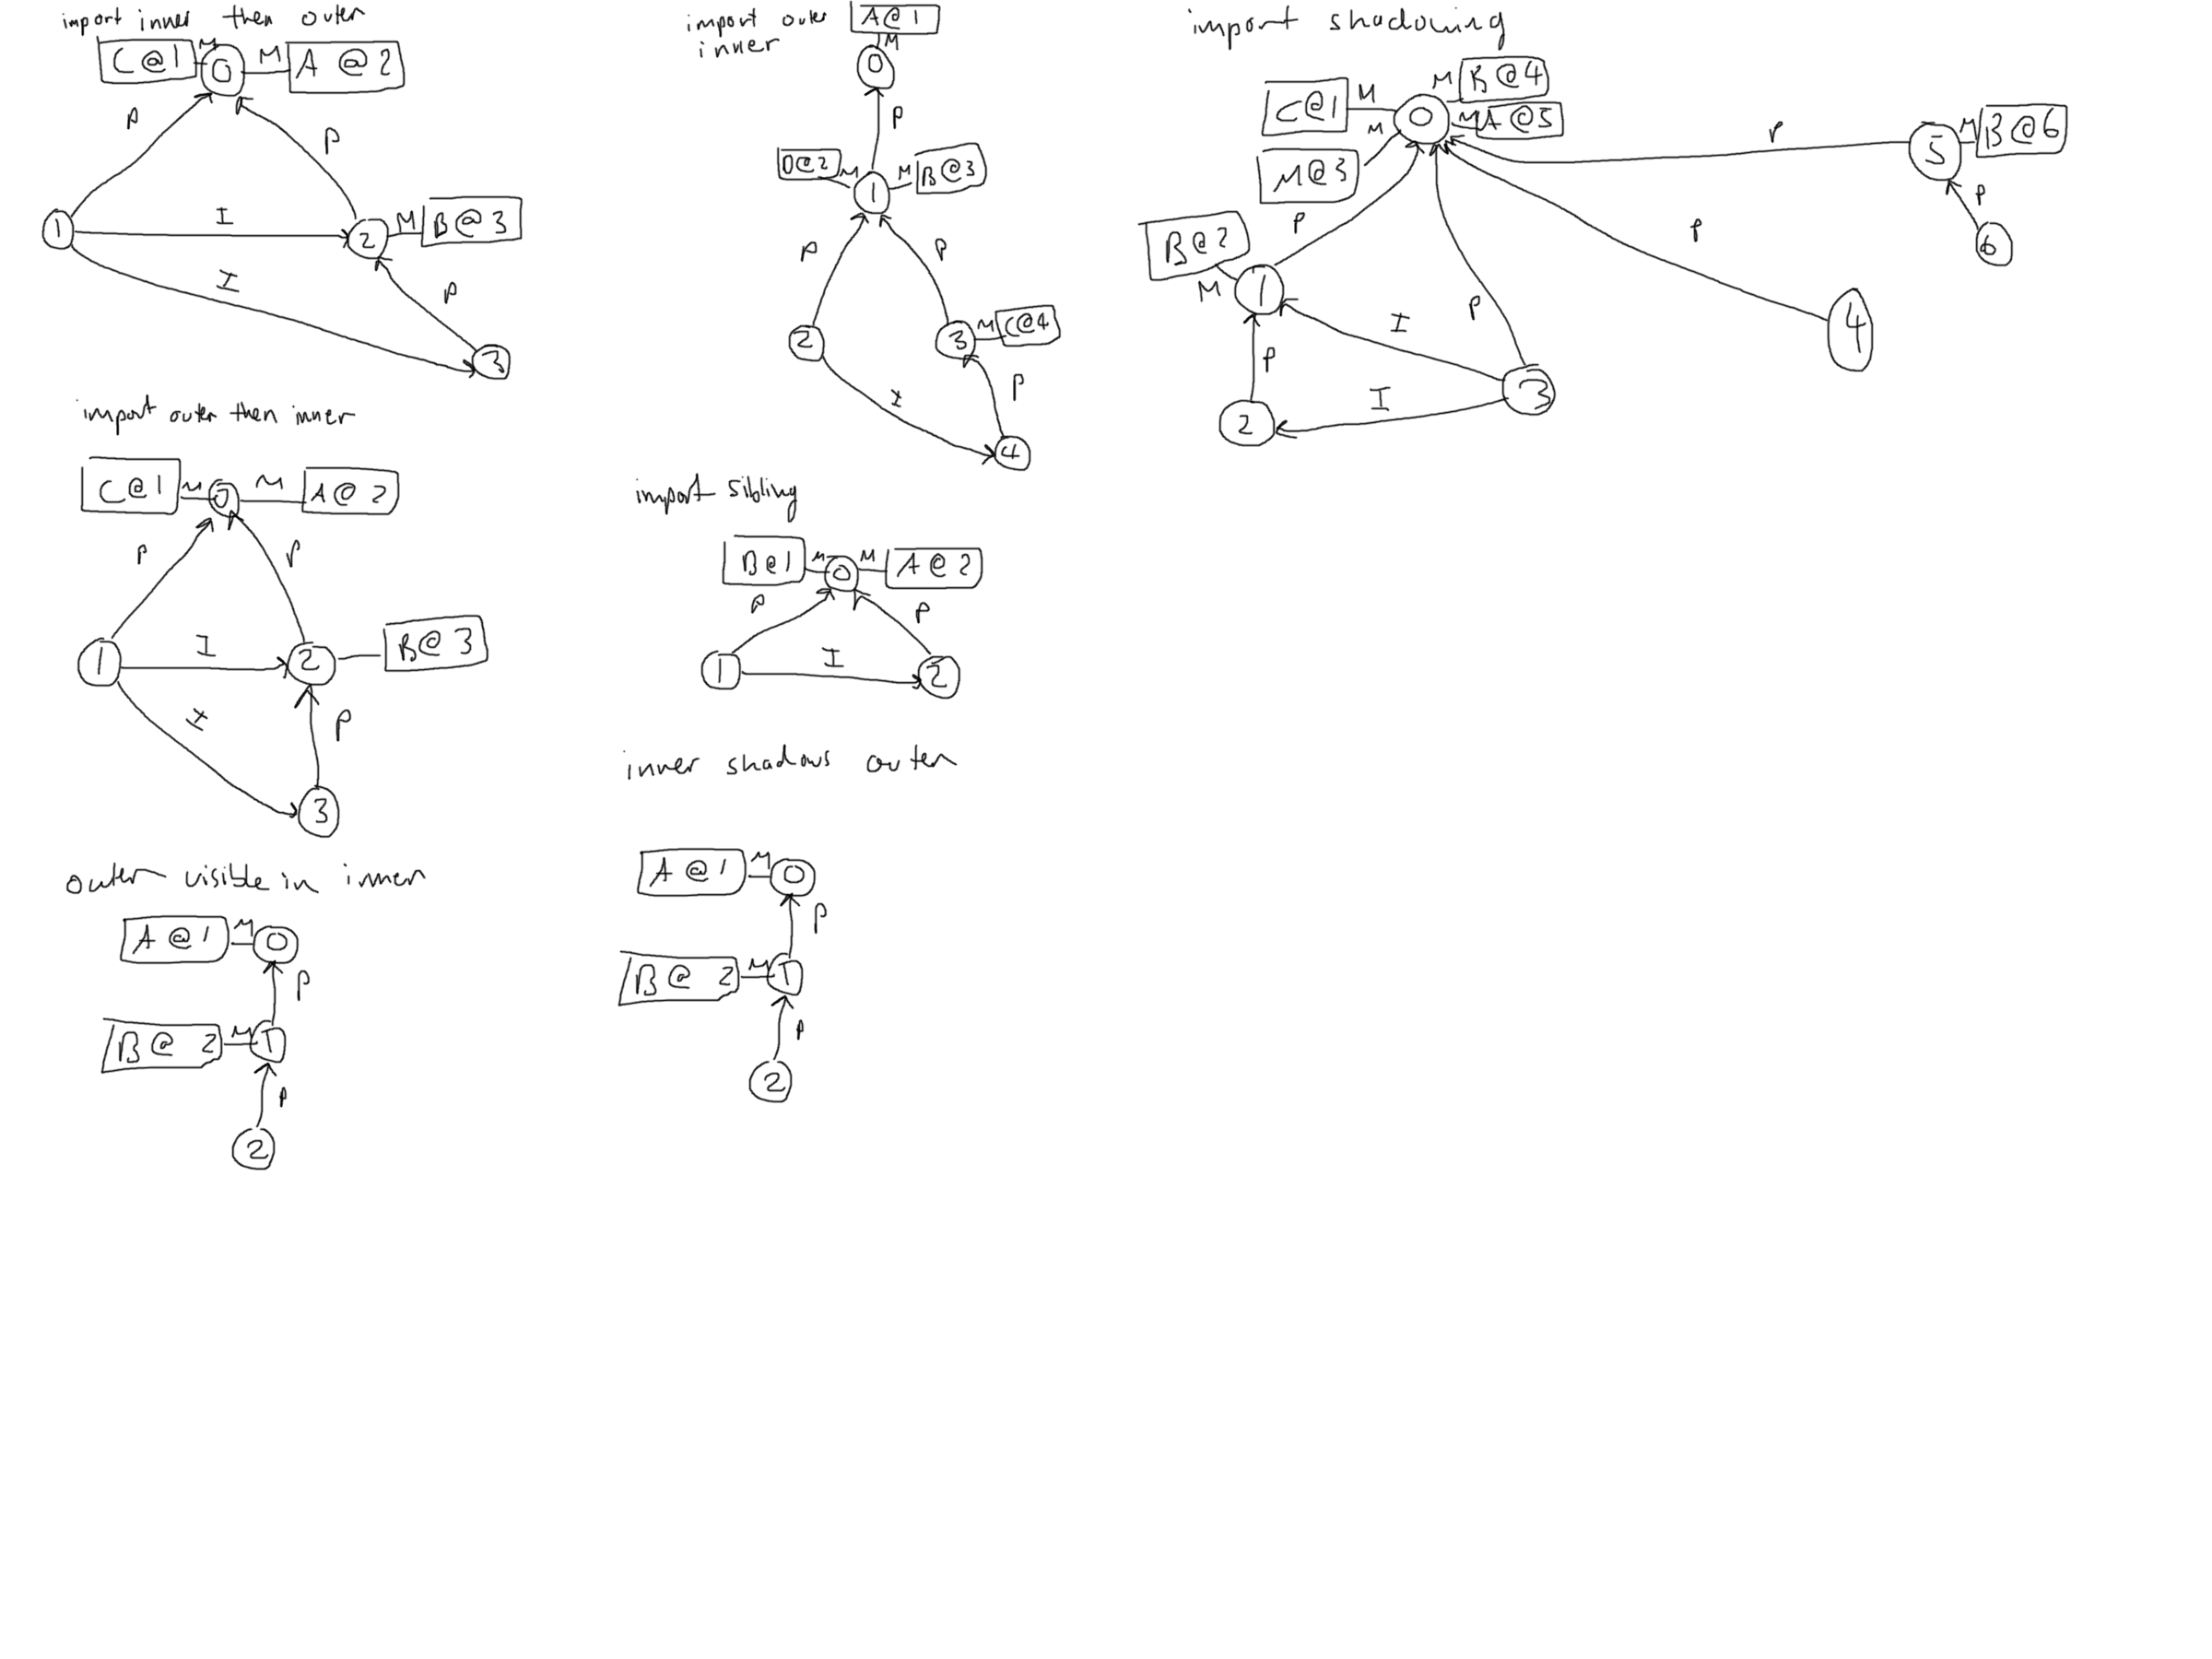 import inner then outer
C@1 M 0 M A @ 2
P P
1 I 2 M B @ 3
I P
3
import outer then inner
C@1 M 0 M A@ 2
P P
1 I 2 B@ 3
I P
3
outer visible in inner
A @ 1 M 0
P
B @ 2 M 1
P
2
import outer A@1
inner M
0
P
D@2 M 1 M B@3
P P
2 3 M C@4
I P
4
import sibling
B@1 M 0 M A@2
P P
1 I 2
inner shadows outer
A @ 1 M 0
P
B @ 2 M 1
P
2
import shadowing
M B@4
C@1 M 0 M A@5
M@3 M
P 5 M B@6
P
6
B@2 P P
M 1 I P 4
P I 3
2